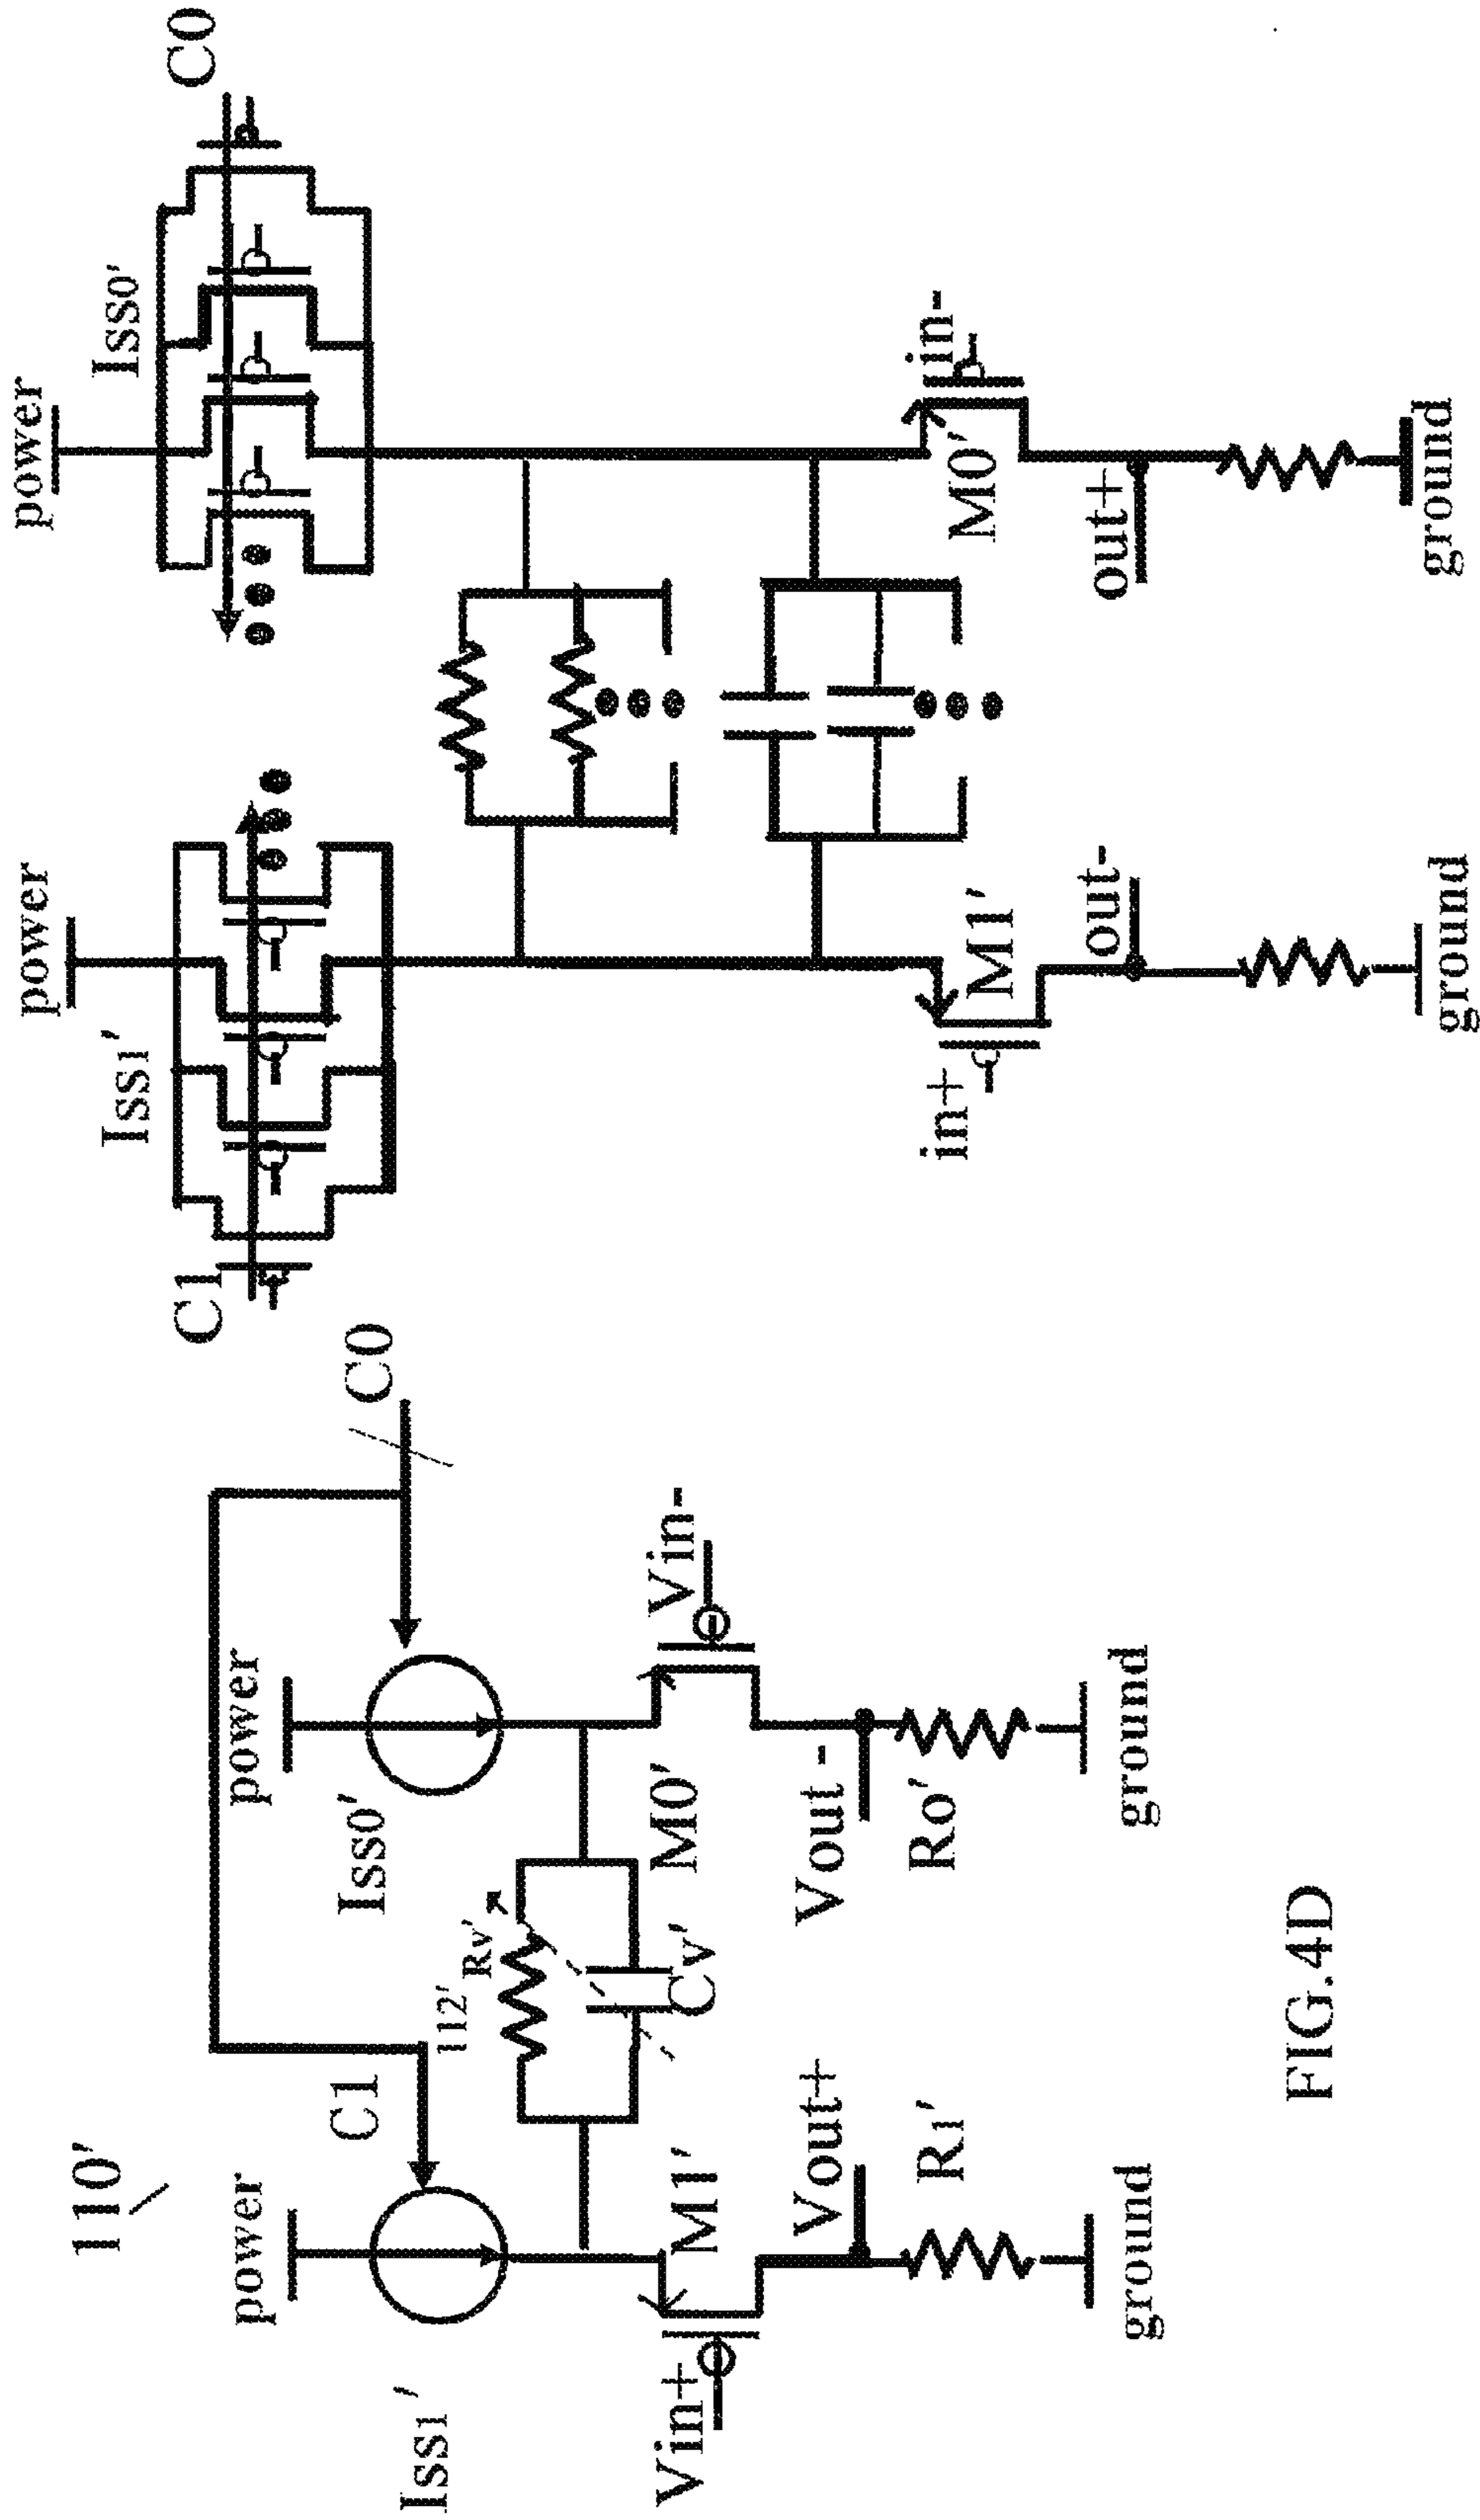 110'
power
power
Iss1'
C1
Iss0'
C0
112'
Rv'
Cv'
Vin+
M1'
M0'
Vin-
Vout+
Vout -
R1'
Ro'
ground
ground
power
power
C1
Iss1'
Iss0'
C0
in+
M1'
M0'
in-
out-
out+
ground
ground
FIG.4D